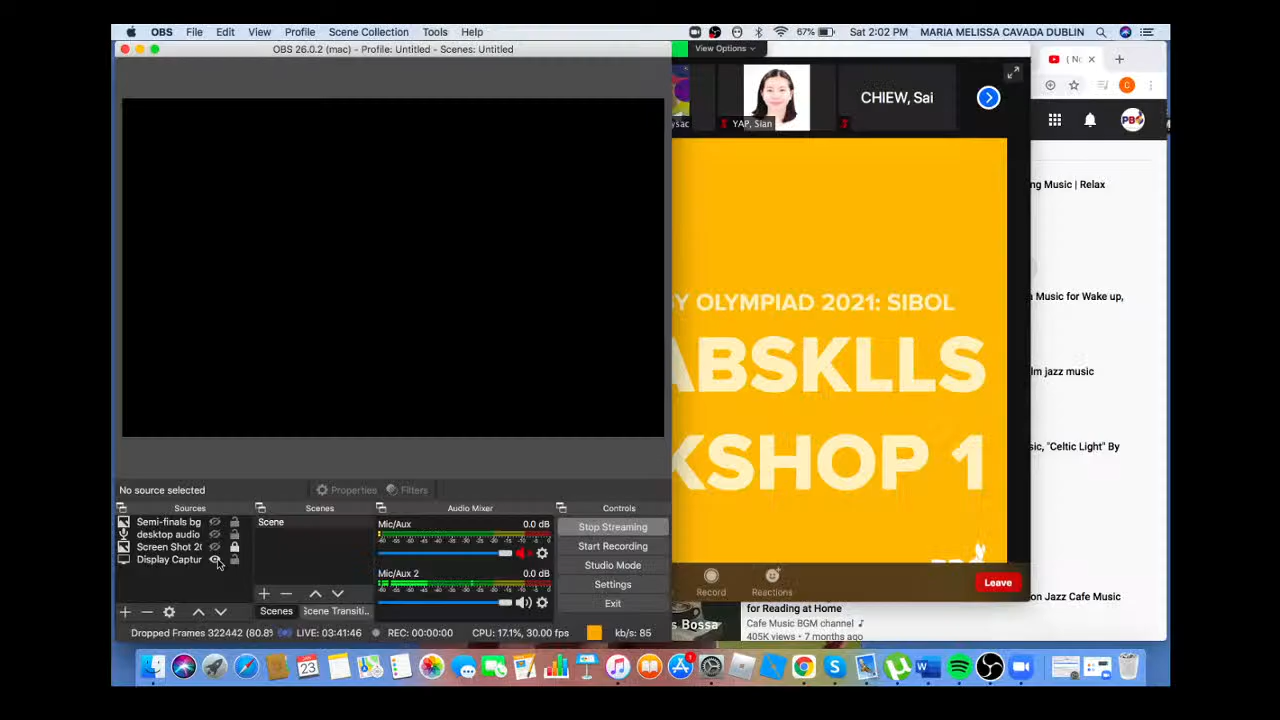 OBS File Edit View Profile Scene Collection Tools Help
67% Sat 2:02 PM MARIA MELISSA CAVADA DUBLIN
OBS 26.0.2 (mac) - Profile: Untitled - Scenes: Untitled
View Options
YAP, Sian
CHIEW, Sai
PB
ng Music | Relax
Music for Wake up,
lm jazz music
ic, "Celtic Light" By
on Jazz Cafe Music
Y OLYMPIAD 2021: SIBOL
ABSKLLS
KSHOP 1
Record
Reactions
Leave
for Reading at Home
Cafe Music BGM channel
405K views • 7 months ago
s Bossa
No source selected
Properties
Filters
Sources
Scenes
Audio Mixer
Controls
Semi-finals bg
desktop audio
Screen Shot 20
Display Captur
Scene
Scenes
Scene Transiti..
Mic/Aux 0.0 dB
Mic/Aux 2 0.0 dB
Stop Streaming
Start Recording
Studio Mode
Settings
Exit
Dropped Frames 322442 (80.8% LIVE: 03:41:46 REC: 00:00:00 CPU: 17.1%, 30.00 fps kb/s: 85
23